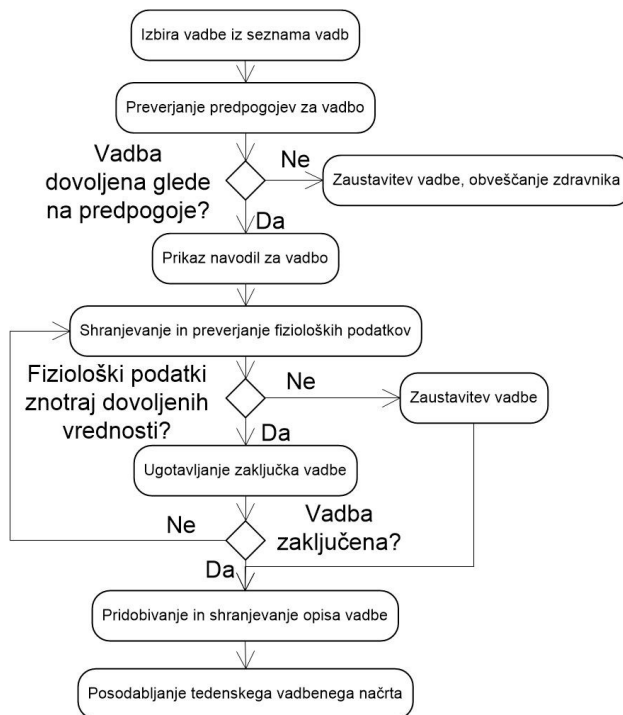 Izbira vadbe iz seznama vadb
Preverjanje predpogojev za vadbo
Vadba
dovoljena glede
na predpogoje?
Ne
Zaustavitev vadbe, obveščanje zdravnika
Da
Prikaz navodil za vadbo
Shranjevanje in preverjanje fizioloških podatkov
Fiziološki podatki
znotraj dovoljenih
vrednosti?
Ne
Zaustavitev vadbe
Da
Ugotavljanje zaključka vadbe
Ne
Vadba
zaključena?
Da
Pridobivanje in shranjevanje opisa vadbe
Posodabljanje tedenskega vadbenega načrta